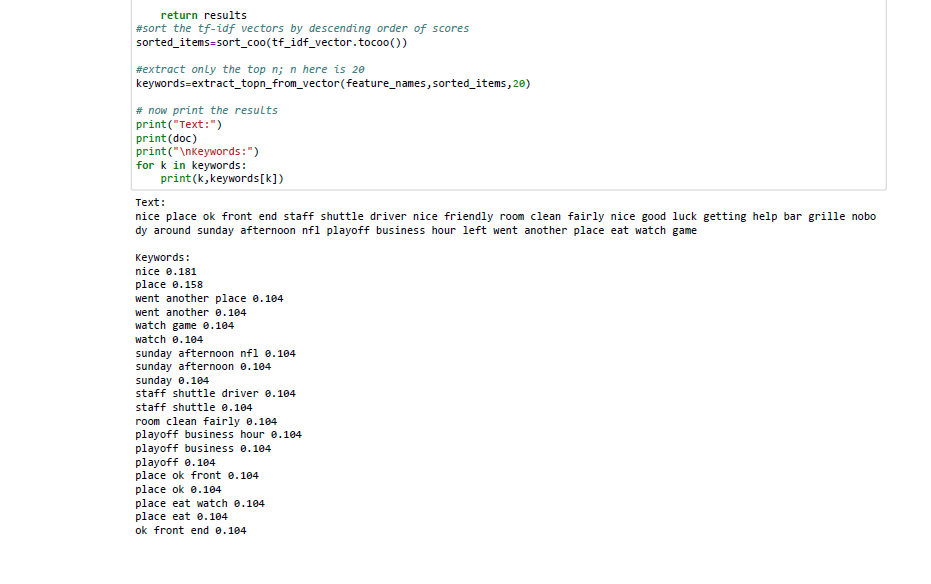 return results
#sort the tf-idf vectors by descending order of scores
sorted_items=sort_coo(tf_idf_vector.tocoo())

#extract only the top n; n here is 20
keywords=extract_topn_from_vector(feature_names,sorted_items,20)

# now print the results
print("Text:")
print(doc)
print("\nKeywords:")
for k in keywords:
    print(k,keywords[k])

Text:
nice place ok front end staff shuttle driver nice friendly room clean fairly nice good luck getting help bar grille nobo
dy around sunday afternoon nfl playoff business hour left went another place eat watch game

Keywords:
nice 0.181
place 0.158
went another place 0.104
went another 0.104
watch game 0.104
watch 0.104
sunday afternoon nfl 0.104
sunday afternoon 0.104
sunday 0.104
staff shuttle driver 0.104
staff shuttle 0.104
room clean fairly 0.104
playoff business hour 0.104
playoff business 0.104
playoff 0.104
place ok front 0.104
place ok 0.104
place eat watch 0.104
place eat 0.104
ok front end 0.104